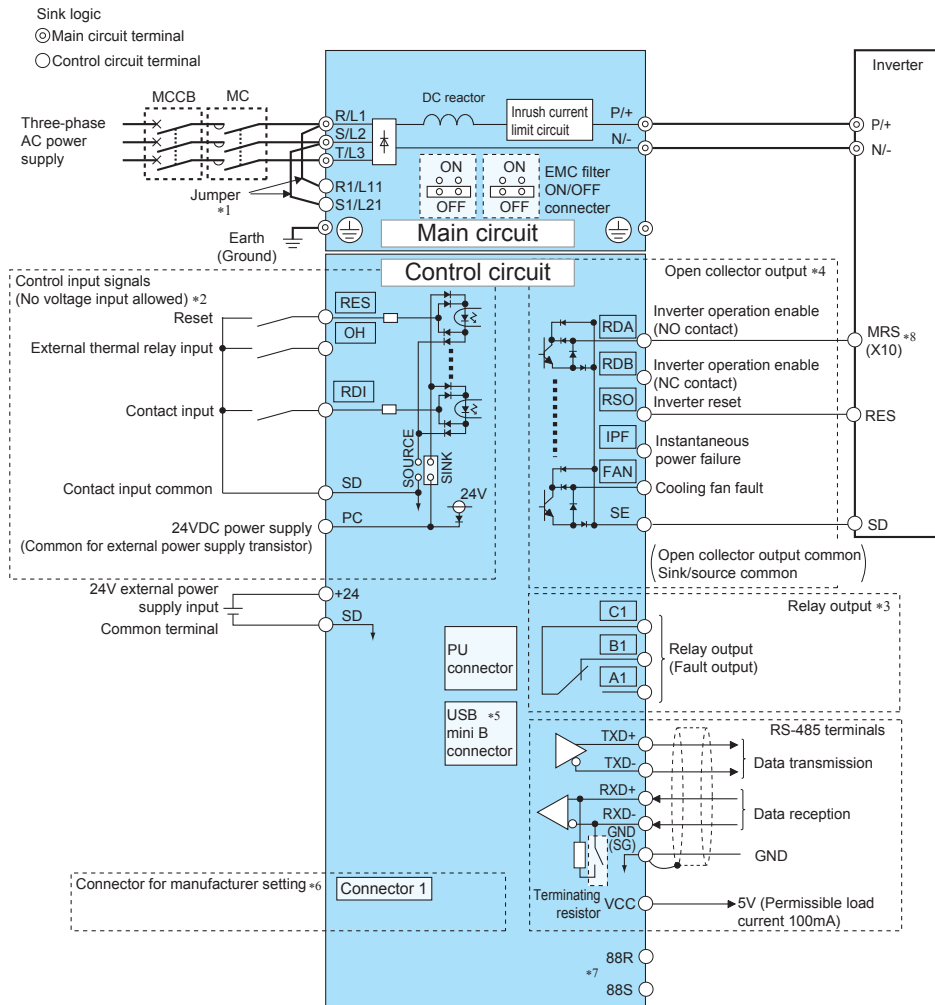 Sink logic
Main circuit terminal
Control circuit terminal
MCCB
MC
Three-phase
AC power
supply
Jumper
*1
Earth
(Ground)
R/L1
S/L2
T/L3
R1/L11
S1/L21
DC reactor
Inrush current
limit circuit
P/+
N/-
ON
OFF
ON
OFF
EMC filter
ON/OFF
connecter
Main circuit
Inverter
P/+
N/-
Control circuit
Control input signals
(No voltage input allowed) *2
Reset
External thermal relay input
Contact input
Contact input common
24VDC power supply
(Common for external power supply transistor)
RES
OH
RDI
SD
PC
SOURCE
SINK
24V
Open collector output *4
RDA
RDB
RSO
IPF
FAN
SE
Inverter operation enable
(NO contact)
Inverter operation enable
(NC contact)
Inverter reset
Instantaneous
power failure
Cooling fan fault
(Open collector output common
Sink/source common)
MRS *8
(X10)
RES
SD
24V external power
supply input
Common terminal
+24
SD
PU
connector
USB *5
mini B
connector
Relay output *3
C1
B1
A1
Relay output
(Fault output)
RS-485 terminals
TXD+
TXD-
RXD+
RXD-
GND
(SG)
Data transmission
Data reception
GND
Terminating
resistor
VCC
5V (Permissible load
current 100mA)
Connector for manufacturer setting *6
Connector 1
88R
*7
88S